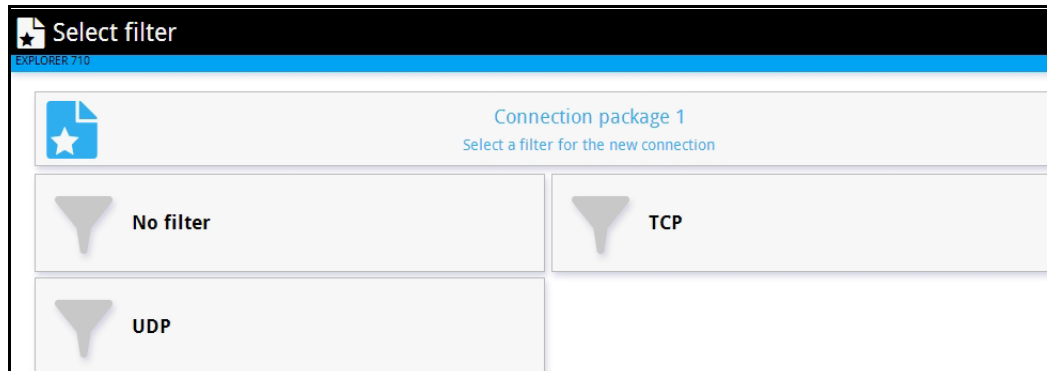 Select filter
EXPLORER 710
Connection package 1
Select a filter for the new connection
No filter
TCP
UDP